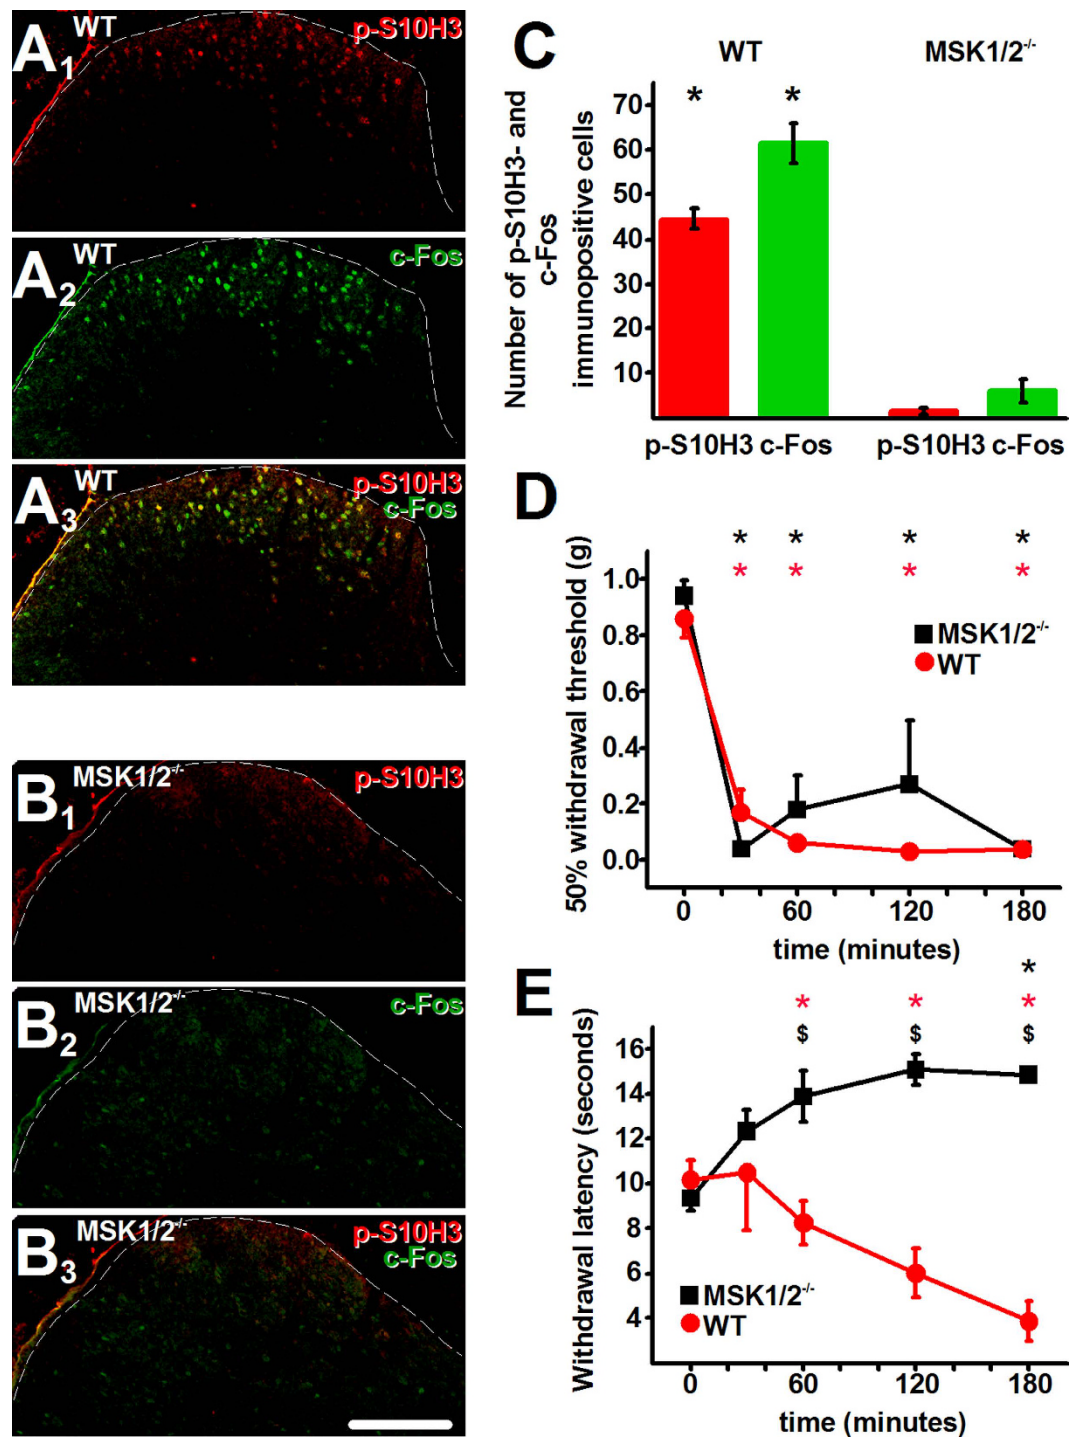 A1 WT p-S10H3
A2 WT c-Fos
A3 WT p-S10H3
c-Fos
B1 MSK1/2-/- p-S10H3
B2 MSK1/2-/- c-Fos
B3 MSK1/2-/- p-S10H3
c-Fos
C WT MSK1/2-/-
Number of p-S10H3- and
c-Fos
immunopositive cells
* *
70
60
50
40
30
20
10
p-S10H3 c-Fos p-S10H3 c-Fos
D
* * * *
* * * *
50% withdrawal threshold (g)
1.0
0.8
0.6
0.4
0.2
0.0
MSK1/2-/-
WT
0 60 120 180
time (minutes)
E
*
* * *
$ $ $
Withdrawal latency (seconds)
16
14
12
10
8
6
4
MSK1/2-/-
WT
0 60 120 180
time (minutes)